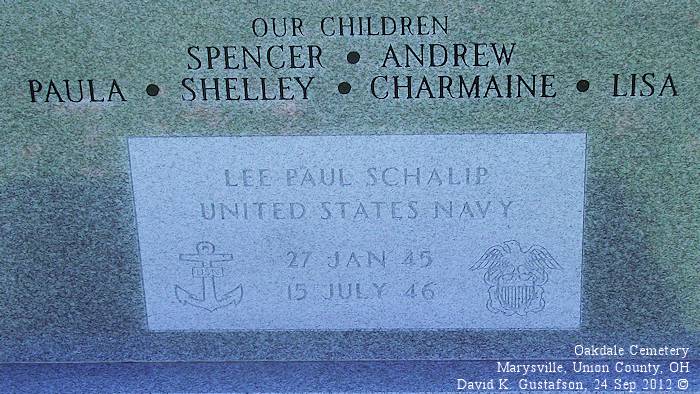 OUR CHILDREN
SPENCER • ANDREW
PAULA • SHELLEY • CHARMAINE • LISA
LEE PAUL SCHALIP
UNITED STATES NAVY
USN
27 JAN 45
15 JULY 46
Oakdale Cemetery
Marysville, Union County, OH
David K. Gustafson, 24 Sep 2012 ©